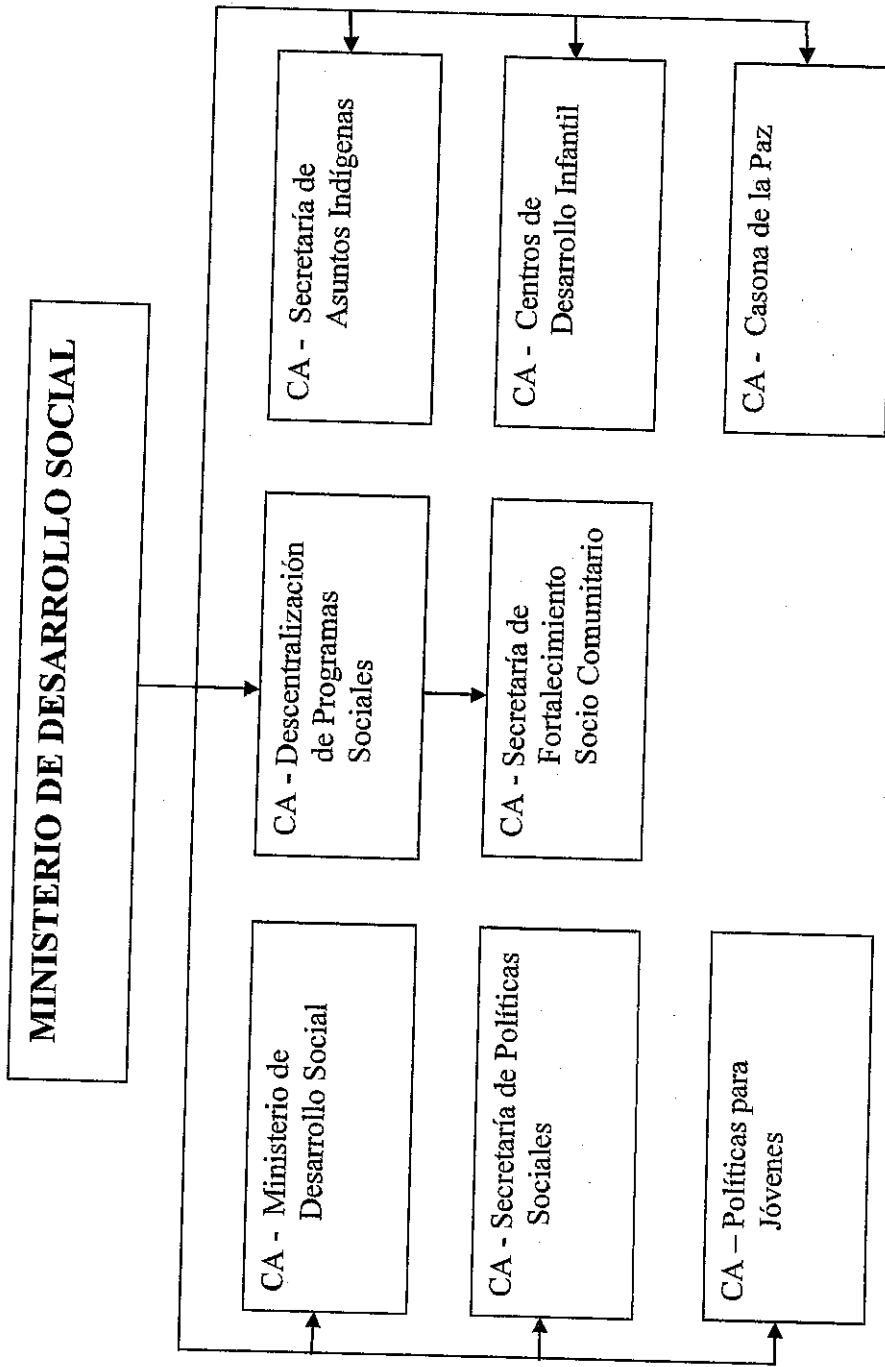 MINISTERIO DE DESARROLLO SOCIAL
CA - Ministerio de
Desarrollo Social
CA - Descentralización
de Programas
Sociales
CA - Secretaría de
Asuntos Indígenas
CA - Secretaría de Políticas
Sociales
CA - Secretaría de
Fortalecimiento
Socio Comunitario
CA - Centros de
Desarrollo Infantil
CA – Políticas para
Jóvenes
CA - Casona de la Paz